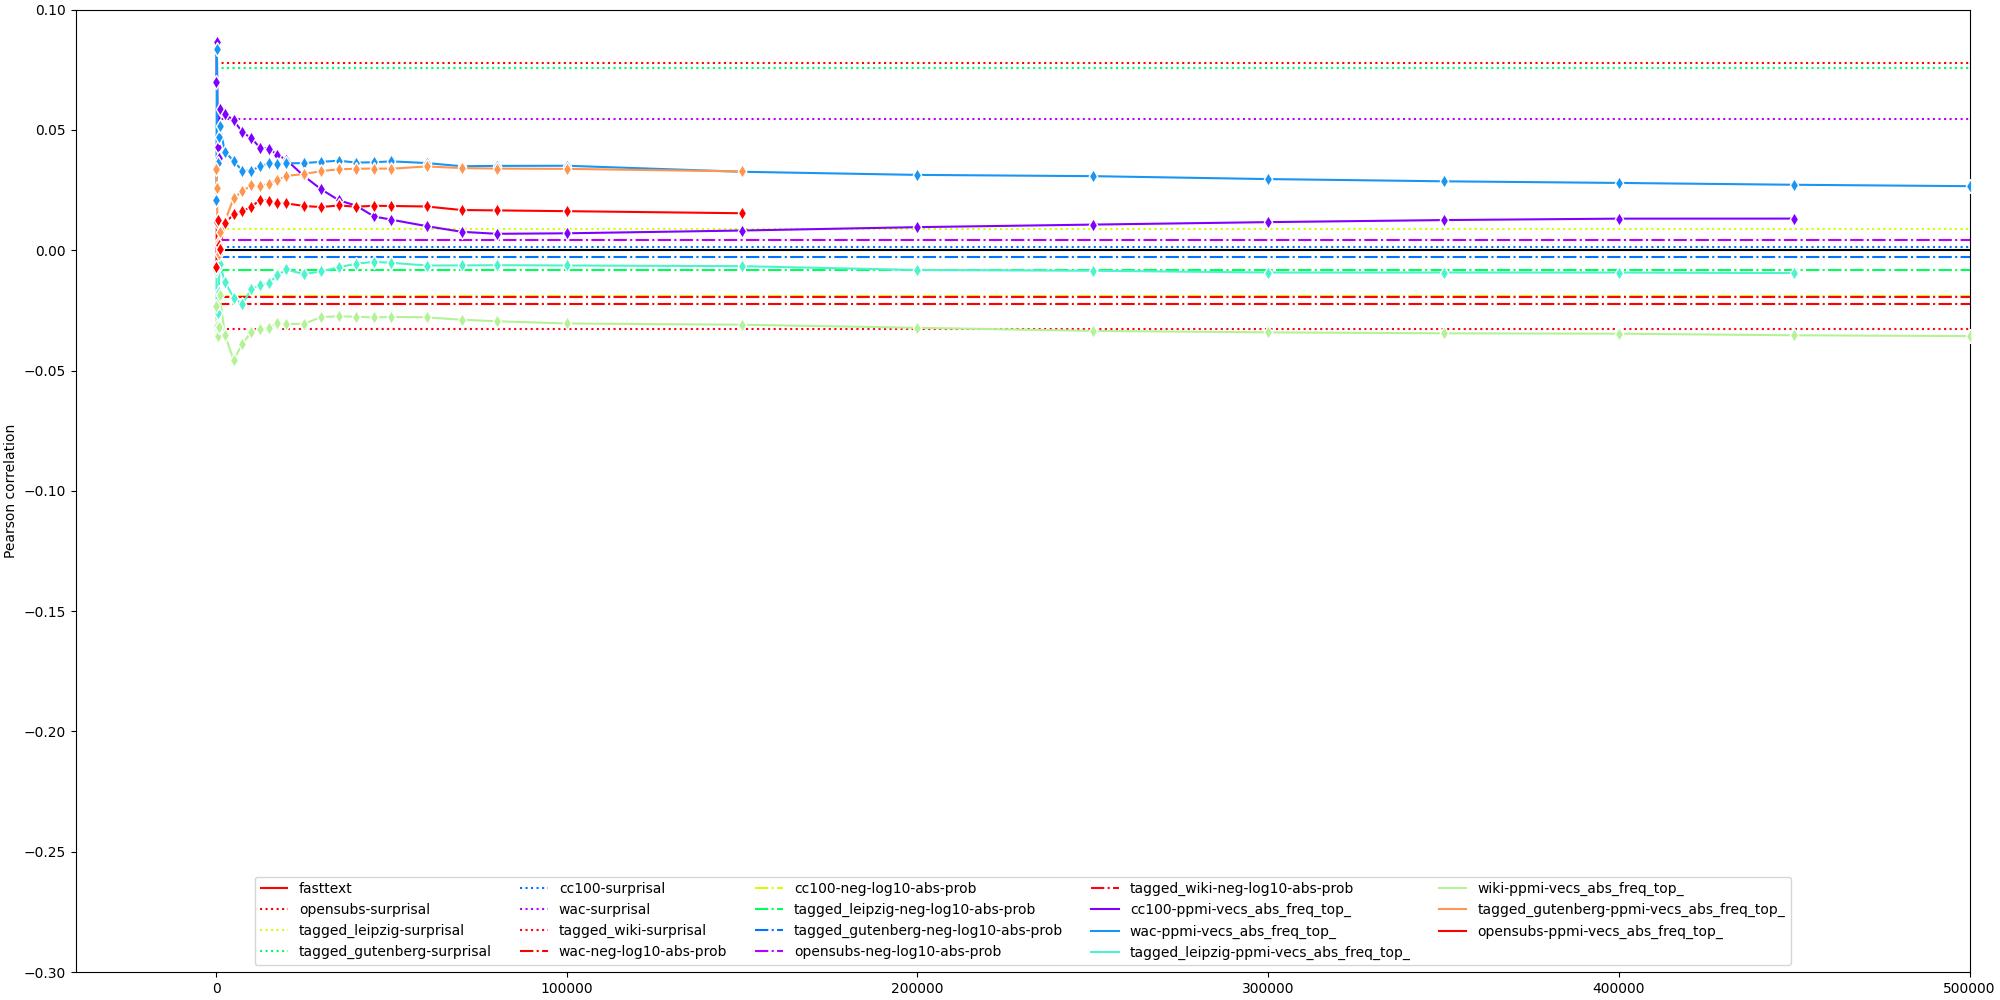 0.10
0.05
0.00
−0.05
−0.10
−0.15
−0.20
−0.25
−0.30
Pearson correlation
fasttext
opensubs-surprisal
tagged_leipzig-surprisal
tagged_gutenberg-surprisal
cc100-surprisal
wac-surprisal
tagged_wiki-surprisal
wac-neg-log10-abs-prob
cc100-neg-log10-abs-prob
tagged_leipzig-neg-log10-abs-prob
tagged_gutenberg-neg-log10-abs-prob
opensubs-neg-log10-abs-prob
tagged_wiki-neg-log10-abs-prob
cc100-ppmi-vecs_abs_freq_top_
wac-ppmi-vecs_abs_freq_top_
tagged_leipzig-ppmi-vecs_abs_freq_top_
wiki-ppmi-vecs_abs_freq_top_
tagged_gutenberg-ppmi-vecs_abs_freq_top_
opensubs-ppmi-vecs_abs_freq_top_
0 100000 200000 300000 400000 500000